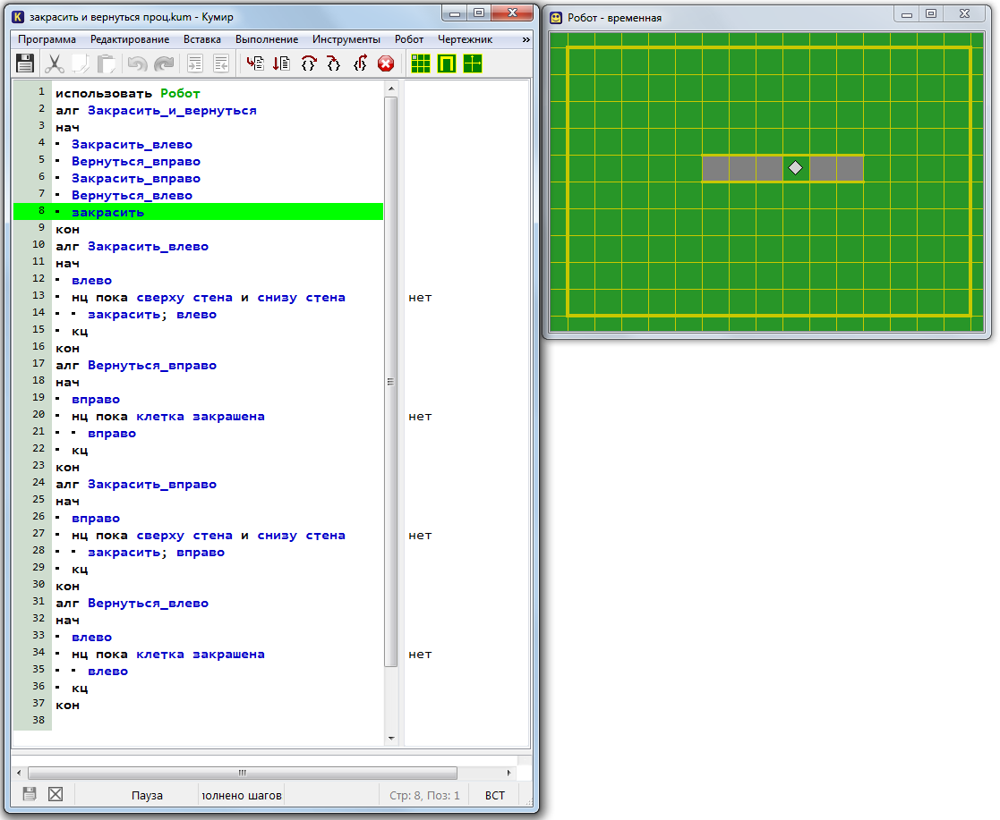 закрасить и вернуться проц.kum - Кумир
Программа Редактирование Вставка Выполнение Инструменты Робот Чертежник »
1 использовать Робот
2 алг Закрасить_и_вернуться
3 нач
4 Закрасить_влево
5 Вернуться_вправо
6 Закрасить_вправо
7 Вернуться_влево
8 закрасить
9 кон
10 алг Закрасить_влево
11 нач
12 влево
13 нц пока сверху стена и снизу стена нет
14 закрасить; влево
15 кц
16 кон
17 алг Вернуться_вправо
18 нач
19 вправо
20 нц пока клетка закрашена нет
21 вправо
22 кц
23 кон
24 алг Закрасить_вправо
25 нач
26 вправо
27 нц пока сверху стена и снизу стена нет
28 закрасить; вправо
29 кц
30 кон
31 алг Вернуться_влево
32 нач
33 влево
34 нц пока клетка закрашена нет
35 влево
36 кц
37 кон
38
Пауза олнено шагов Стр: 8, Поз: 1 ВСТ
Робот - временная